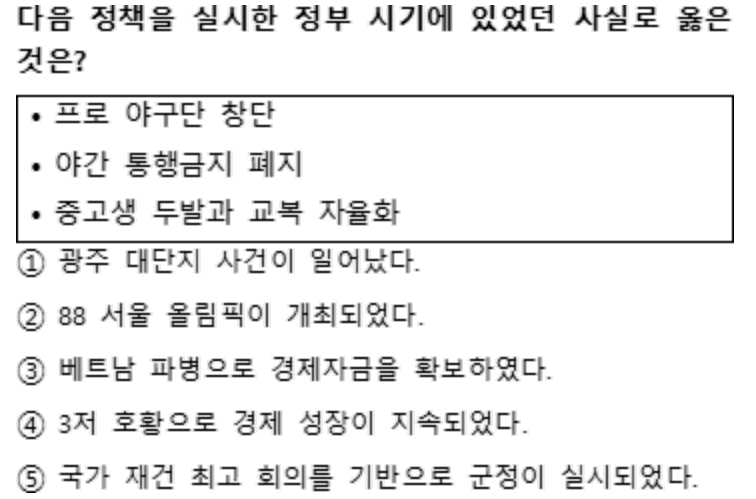 다음 정책을 실시한 정부 시기에 있었던 사실로 옳은
것은?
• 프로 야구단 창단
• 야간 통행금지 폐지
• 중고생 두발과 교복 자율화
① 광주 대단지 사건이 일어났다.
② 88 서울 올림픽이 개최되었다.
③ 베트남 파병으로 경제자금을 확보하였다.
④ 3저 호황으로 경제 성장이 지속되었다.
⑤ 국가 재건 최고 회의를 기반으로 군정이 실시되었다.